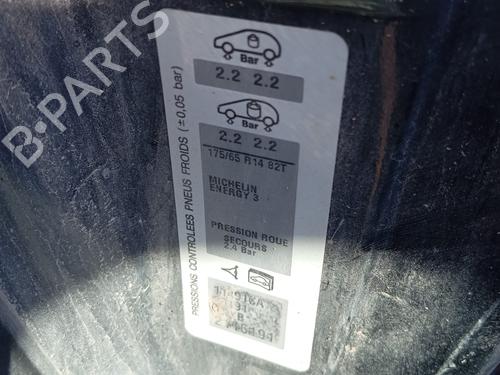 B-PARTS
PRESSIONS CONTROLEES PNEUS FROIDS (±0,05 bar)
Bar
2.2 2.2
Bar
2.2 2.2
175/65 R14 82T
MICHELIN
ENERGY 3
PRESSION ROUE
SECOURS
2.4 Bar